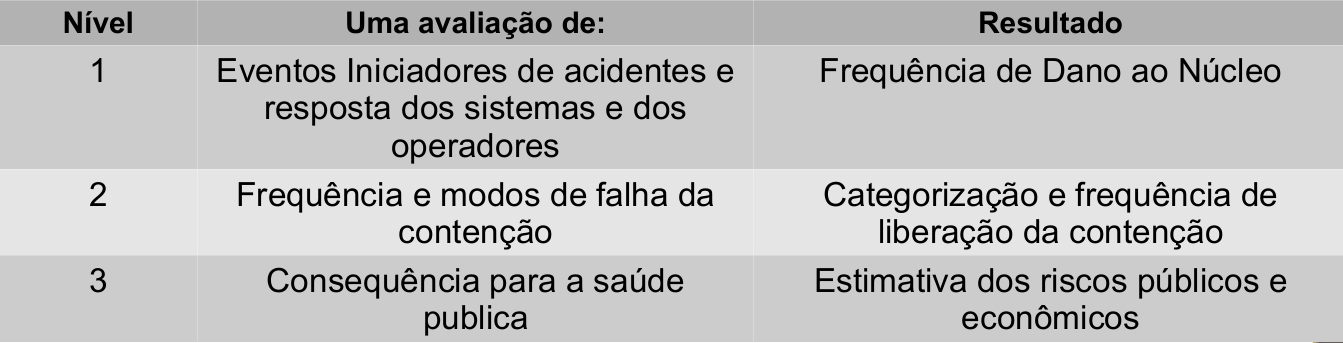 Nível Uma avaliação de: Resultado
1 Eventos Iniciadores de acidentes e Frequência de Dano ao Núcleo
resposta dos sistemas e dos
operadores
2 Frequência e modos de falha da Categorização e frequência de
contenção liberação da contenção
3 Consequência para a saúde Estimativa dos riscos públicos e
publica econômicos